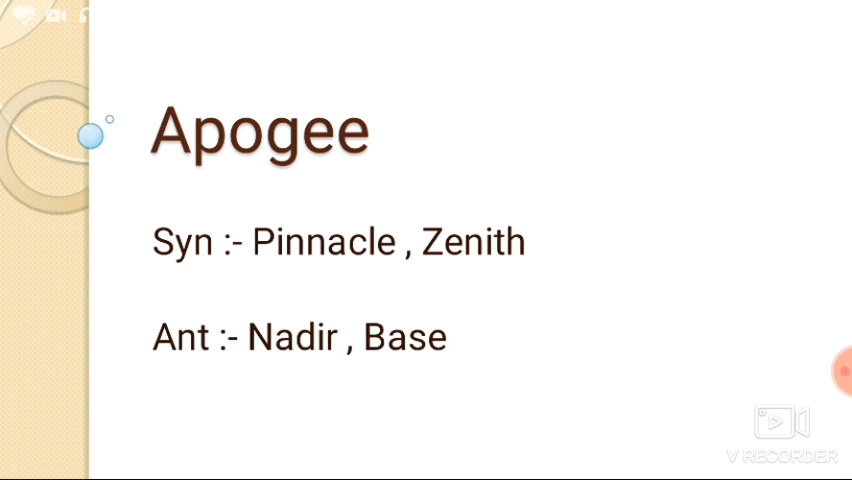 Apogee
Syn :- Pinnacle , Zenith
Ant :- Nadir , Base
V RECORDER